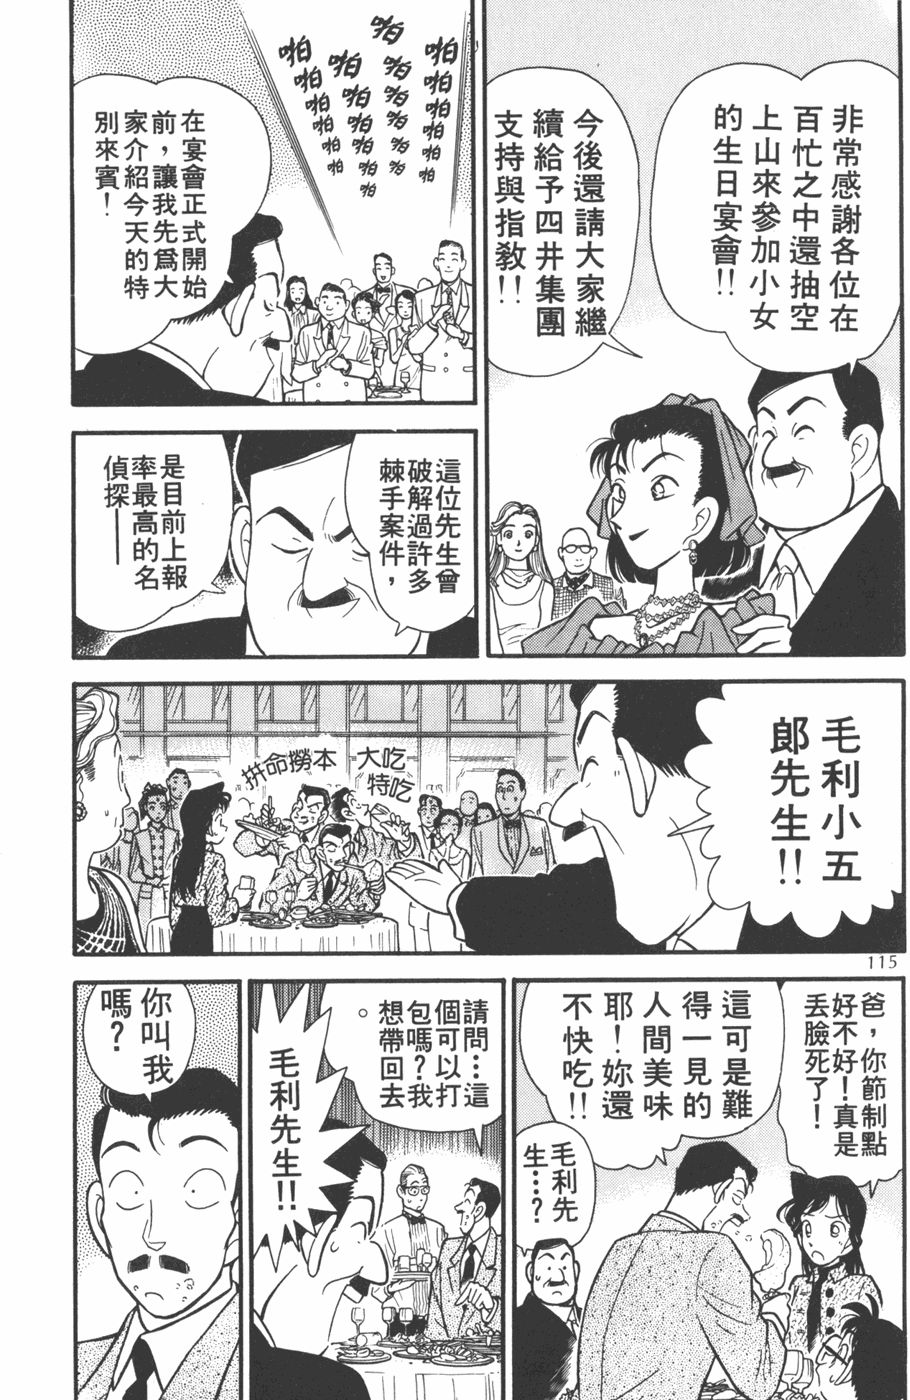 非常感謝各位在
百忙之中還抽空
上山來參加小女
的生日宴會!!
今後還請大家繼
續給予四井集團
支持與指教!!
啪
啪啪啪啪啪
啪啪啪啪啪啪
啪啪啪啪啪啪
啪啪啪啪啪啪
在宴會正式開始
前,讓我先爲大
家介紹今天的特
別來賓!
這位先生曾
破解過許多
棘手案件,
是目前上報
率最高的名
偵探——
毛利小五
郎先生!!
大吃
特吃
拚命撈本
115
爸,你節制點
好不好!真是
丟臉死了!
這可是難
得一見的
人間美味
耶!妳還
不快吃!!
毛利先
生…?
請問…這
個可以打
包嗎?我
想帶回去
。
毛利先生!!
你叫我
嗎?